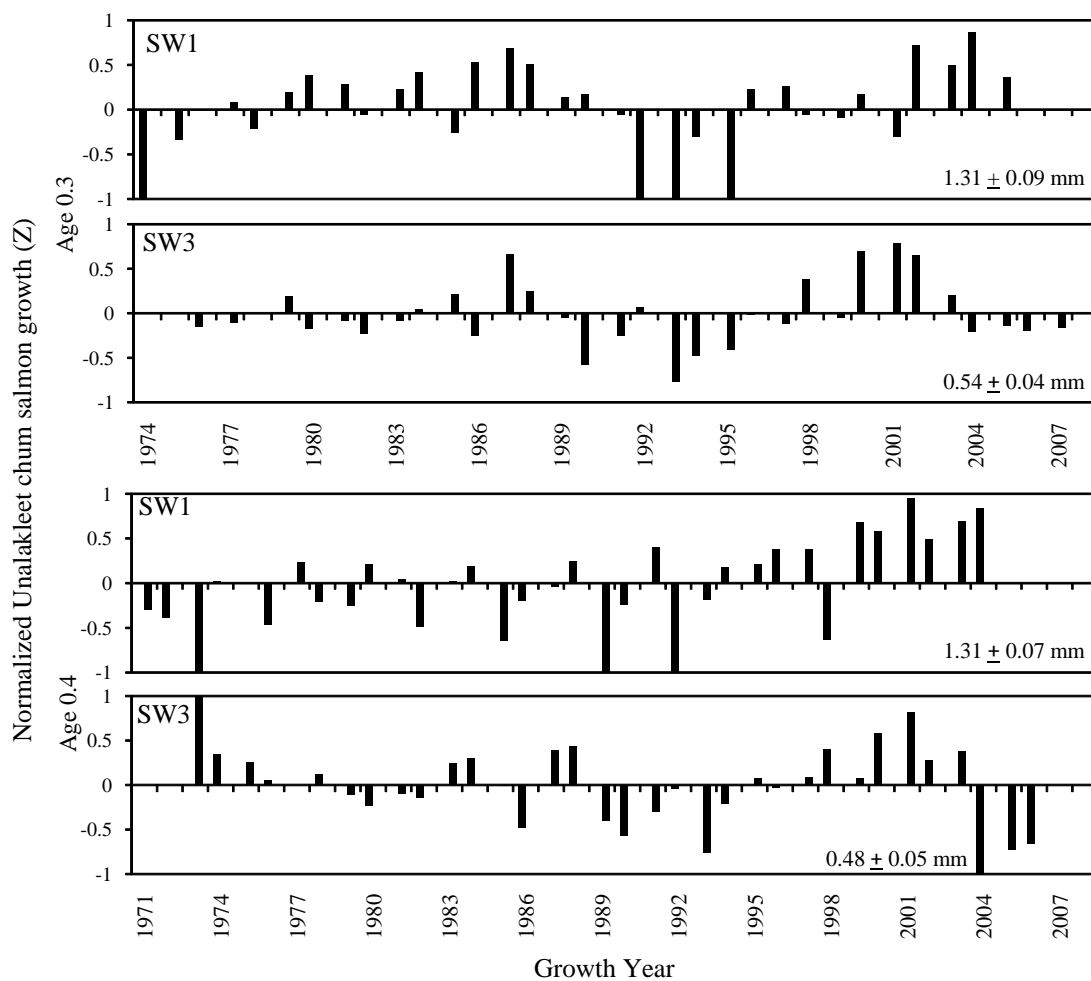 Normalized Unalakleet chum salmon growth (Z)
Age 0.3
SW1
1
0.5
0
-0.5
-1
1.31 ± 0.09 mm
SW3
1
0.5
0
-0.5
-1
0.54 ± 0.04 mm
1974 1977 1980 1983 1986 1989 1992 1995 1998 2001 2004 2007
Age 0.4
SW1
1
0.5
0
-0.5
-1
1.31 ± 0.07 mm
SW3
1
0.5
0
-0.5
-1
0.48 ± 0.05 mm
1971 1974 1977 1980 1983 1986 1989 1992 1995 1998 2001 2004 2007
Growth Year